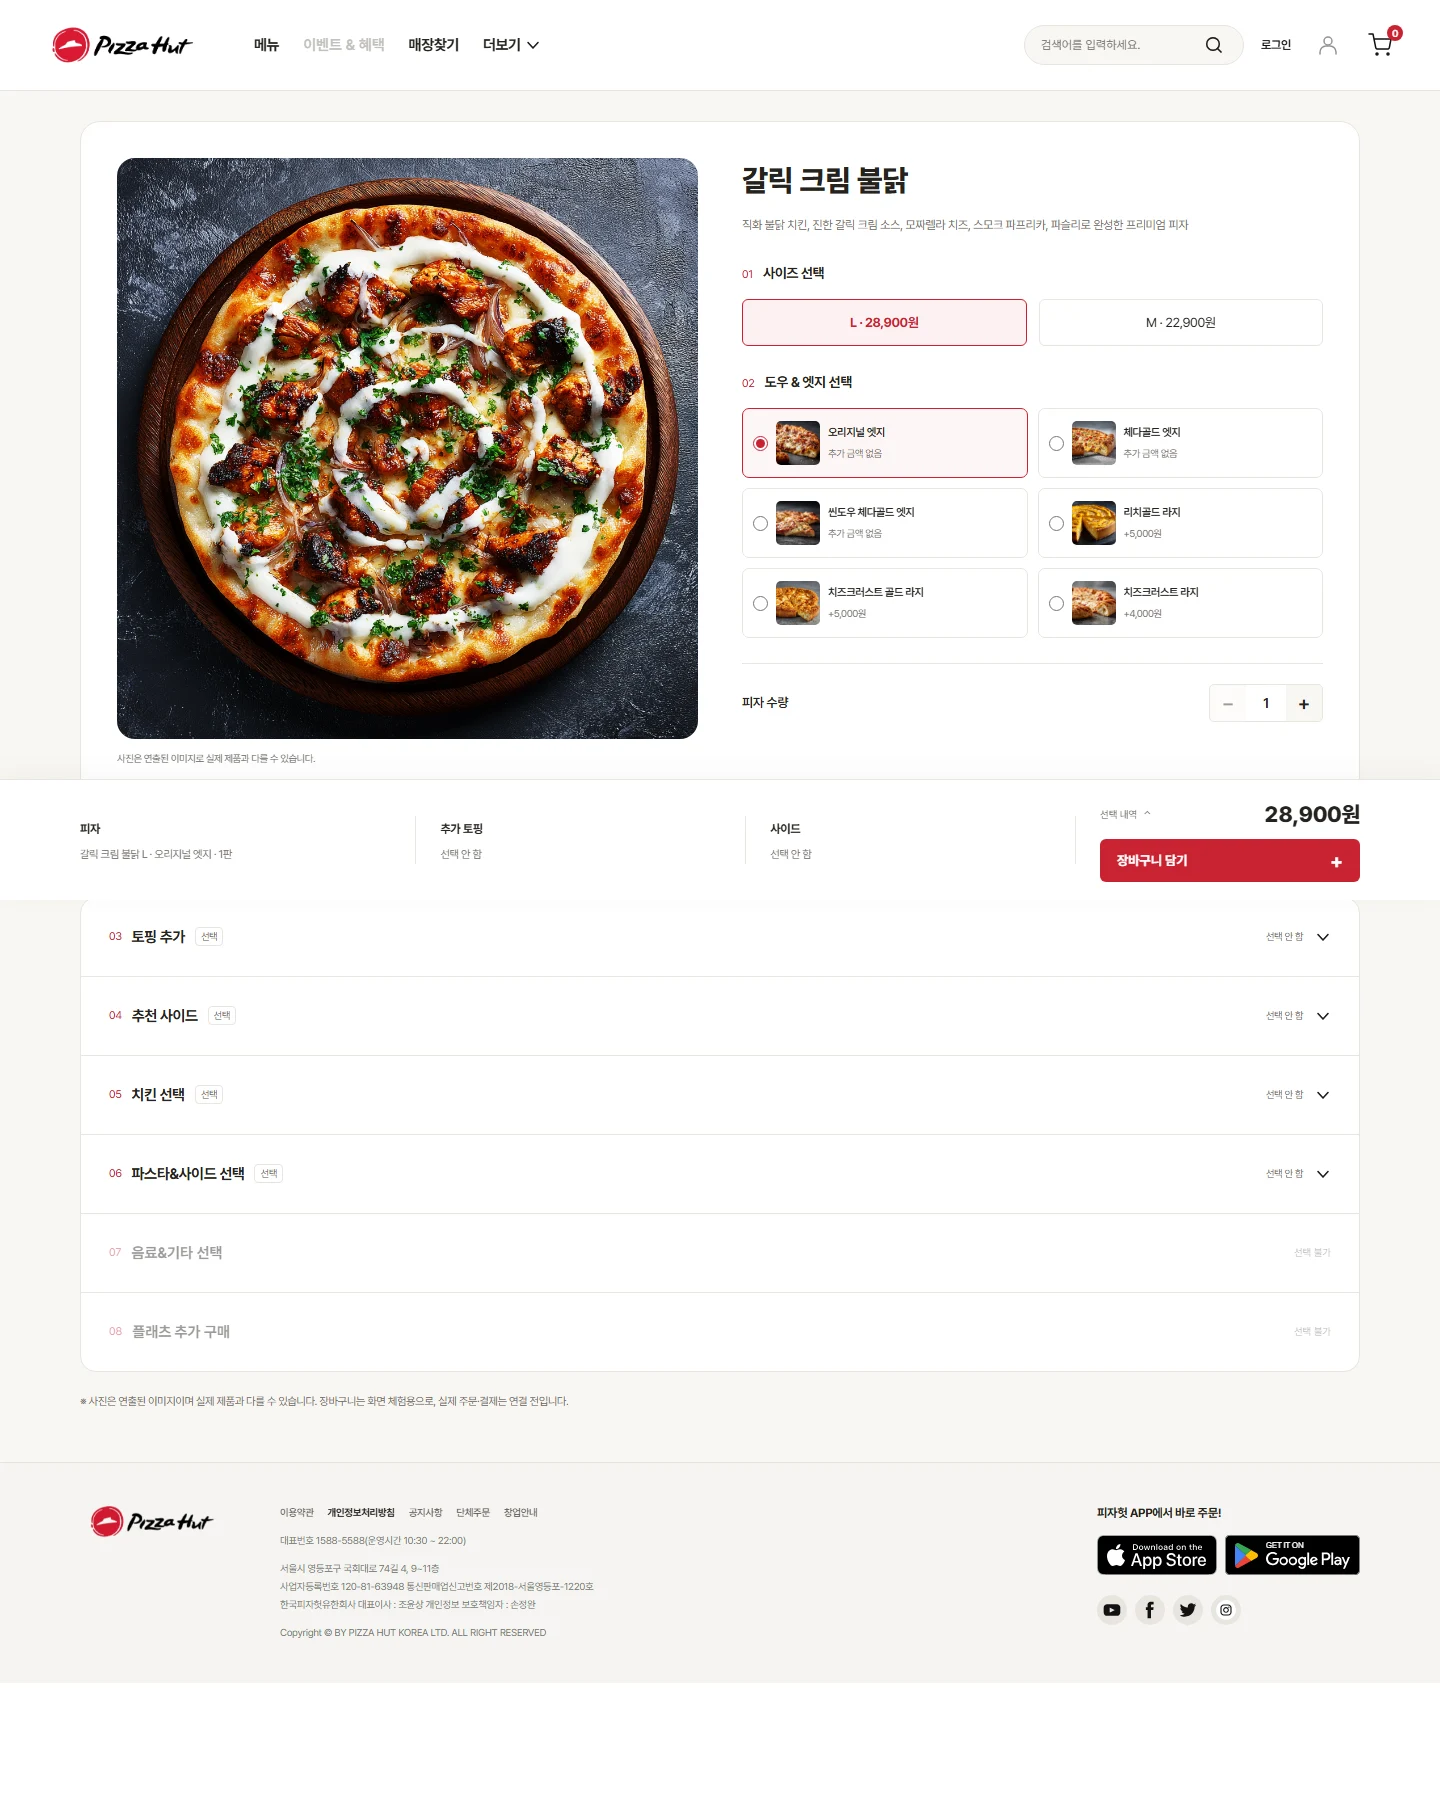 Pizza Hut
메뉴
이벤트 & 혜택
매장찾기
더보기
검색어를 입력하세요.
로그인
0
갈릭 크림 불닭
직화 불닭 치킨, 진한 갈릭 크림 소스, 모짜렐라 치즈, 스모크 파프리카, 파슬리로 완성한 프리미엄 피자
01 사이즈 선택
L · 28,900원
M · 22,900원
02 도우 & 엣지 선택
오리지널 엣지
추가 금액 없음
체다골드 엣지
추가 금액 없음
씬도우 체다골드 엣지
추가 금액 없음
리치골드 라지
+5,000원
치즈크러스트 골드 라지
+5,000원
치즈크러스트 라지
+4,000원
피자 수량
− 1 +
사진은 연출된 이미지로 실제 제품과 다를 수 있습니다.
피자
갈릭 크림 불닭 L · 오리지널 엣지 · 1판
추가 토핑
선택 안 함
사이드
선택 안 함
선택 내역
28,900원
장바구니 담기 +
03 토핑 추가 선택
선택 안 함
04 추천 사이드 선택
선택 안 함
05 치킨 선택 선택
선택 안 함
06 파스타&사이드 선택 선택
선택 안 함
07 음료&기타 선택
선택 불가
08 플래츠 추가 구매
선택 불가
※ 사진은 연출된 이미지이며 실제 제품과 다를 수 있습니다. 장바구니는 화면 체험용으로, 실제 주문·결제는 연결 전입니다.
Pizza Hut
이용약관 개인정보처리방침 공지사항 단체주문 창업안내
대표번호 1588-5588(운영시간 10:30 ~ 22:00)
서울시 영등포구 국회대로 74길 4, 9~11층
사업자등록번호 120-81-63948 통신판매업신고번호 제2018-서울영등포-1220호
한국피자헛유한회사 대표이사 : 조윤상 개인정보 보호책임자 : 손정완
Copyright © BY PIZZA HUT KOREA LTD. ALL RIGHT RESERVED
피자헛 APP에서 바로 주문!
Download on the
App Store
GET IT ON
Google Play